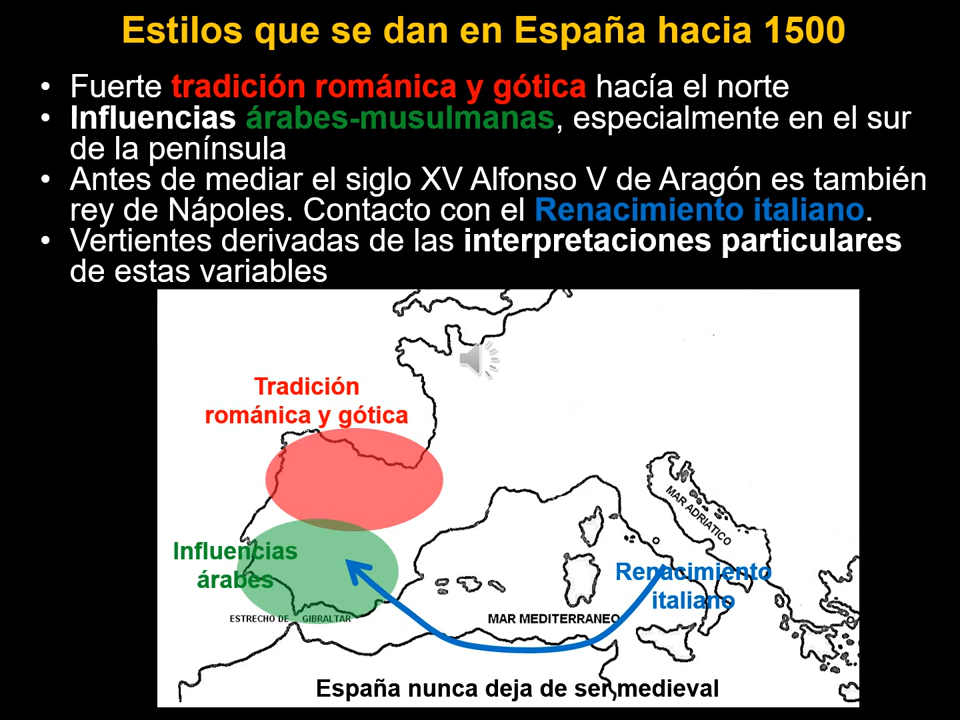 Estilos que se dan en España hacia 1500
• Fuerte tradición románica y gótica hacía el norte
• Influencias árabes-musulmanas, especialmente en el sur
de la península
• Antes de mediar el siglo XV Alfonso V de Aragón es también
rey de Nápoles. Contacto con el Renacimiento italiano.
• Vertientes derivadas de las interpretaciones particulares
de estas variables
Tradición
románica y gótica
MAR ADRIATICO
Influencias
árabes
Renacimiento
italiano
ESTRECHO DE GIBRALTAR
MAR MEDITERRANEO
España nunca deja de ser medieval